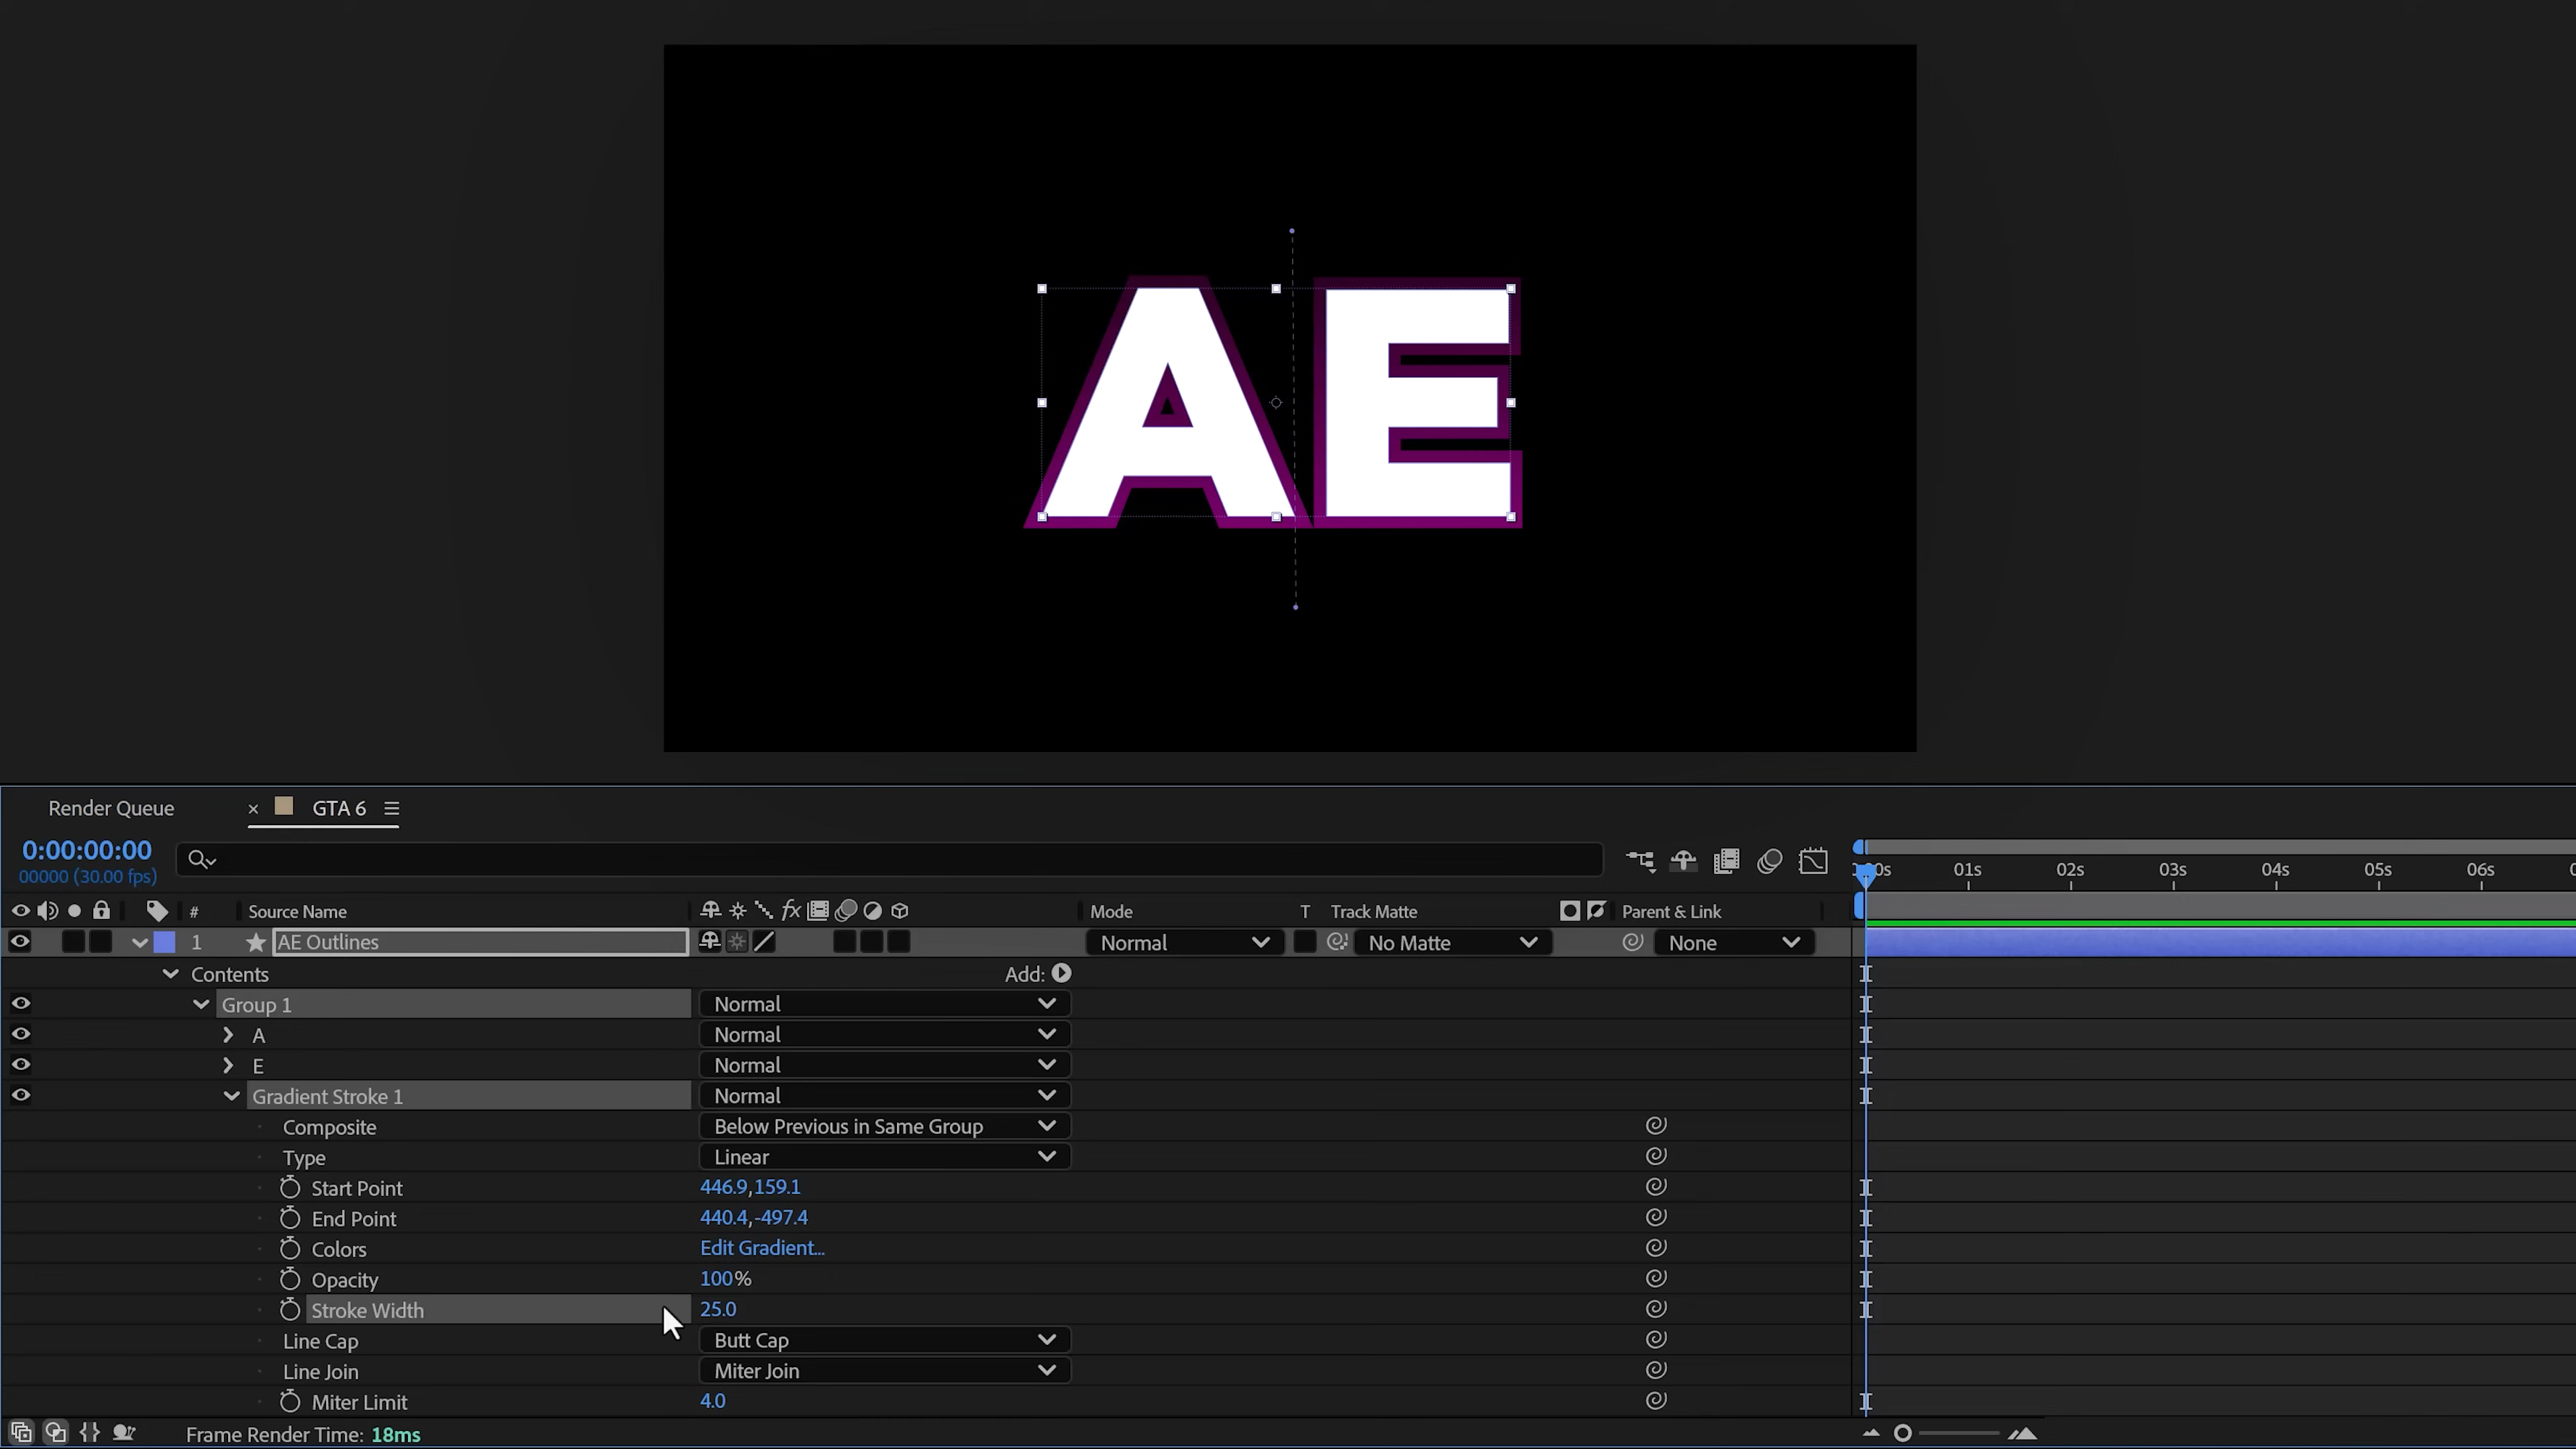 AE
Render Queue × GTA 6
0:00:00:00
00000 (30.00 fps)
0s 01s 02s 03s 04s 05s 06s
# Source Name fx Mode T Track Matte Parent & Link
1 AE Outlines Normal No Matte None
Contents Add:
Group 1 Normal
A Normal
E Normal
Gradient Stroke 1 Normal
Composite Below Previous in Same Group
Type Linear
Start Point 446.9,159.1
End Point 440.4,-497.4
Colors Edit Gradient...
Opacity 100%
Stroke Width 25.0
Line Cap Butt Cap
Line Join Miter Join
Miter Limit 4.0
Frame Render Time: 18ms